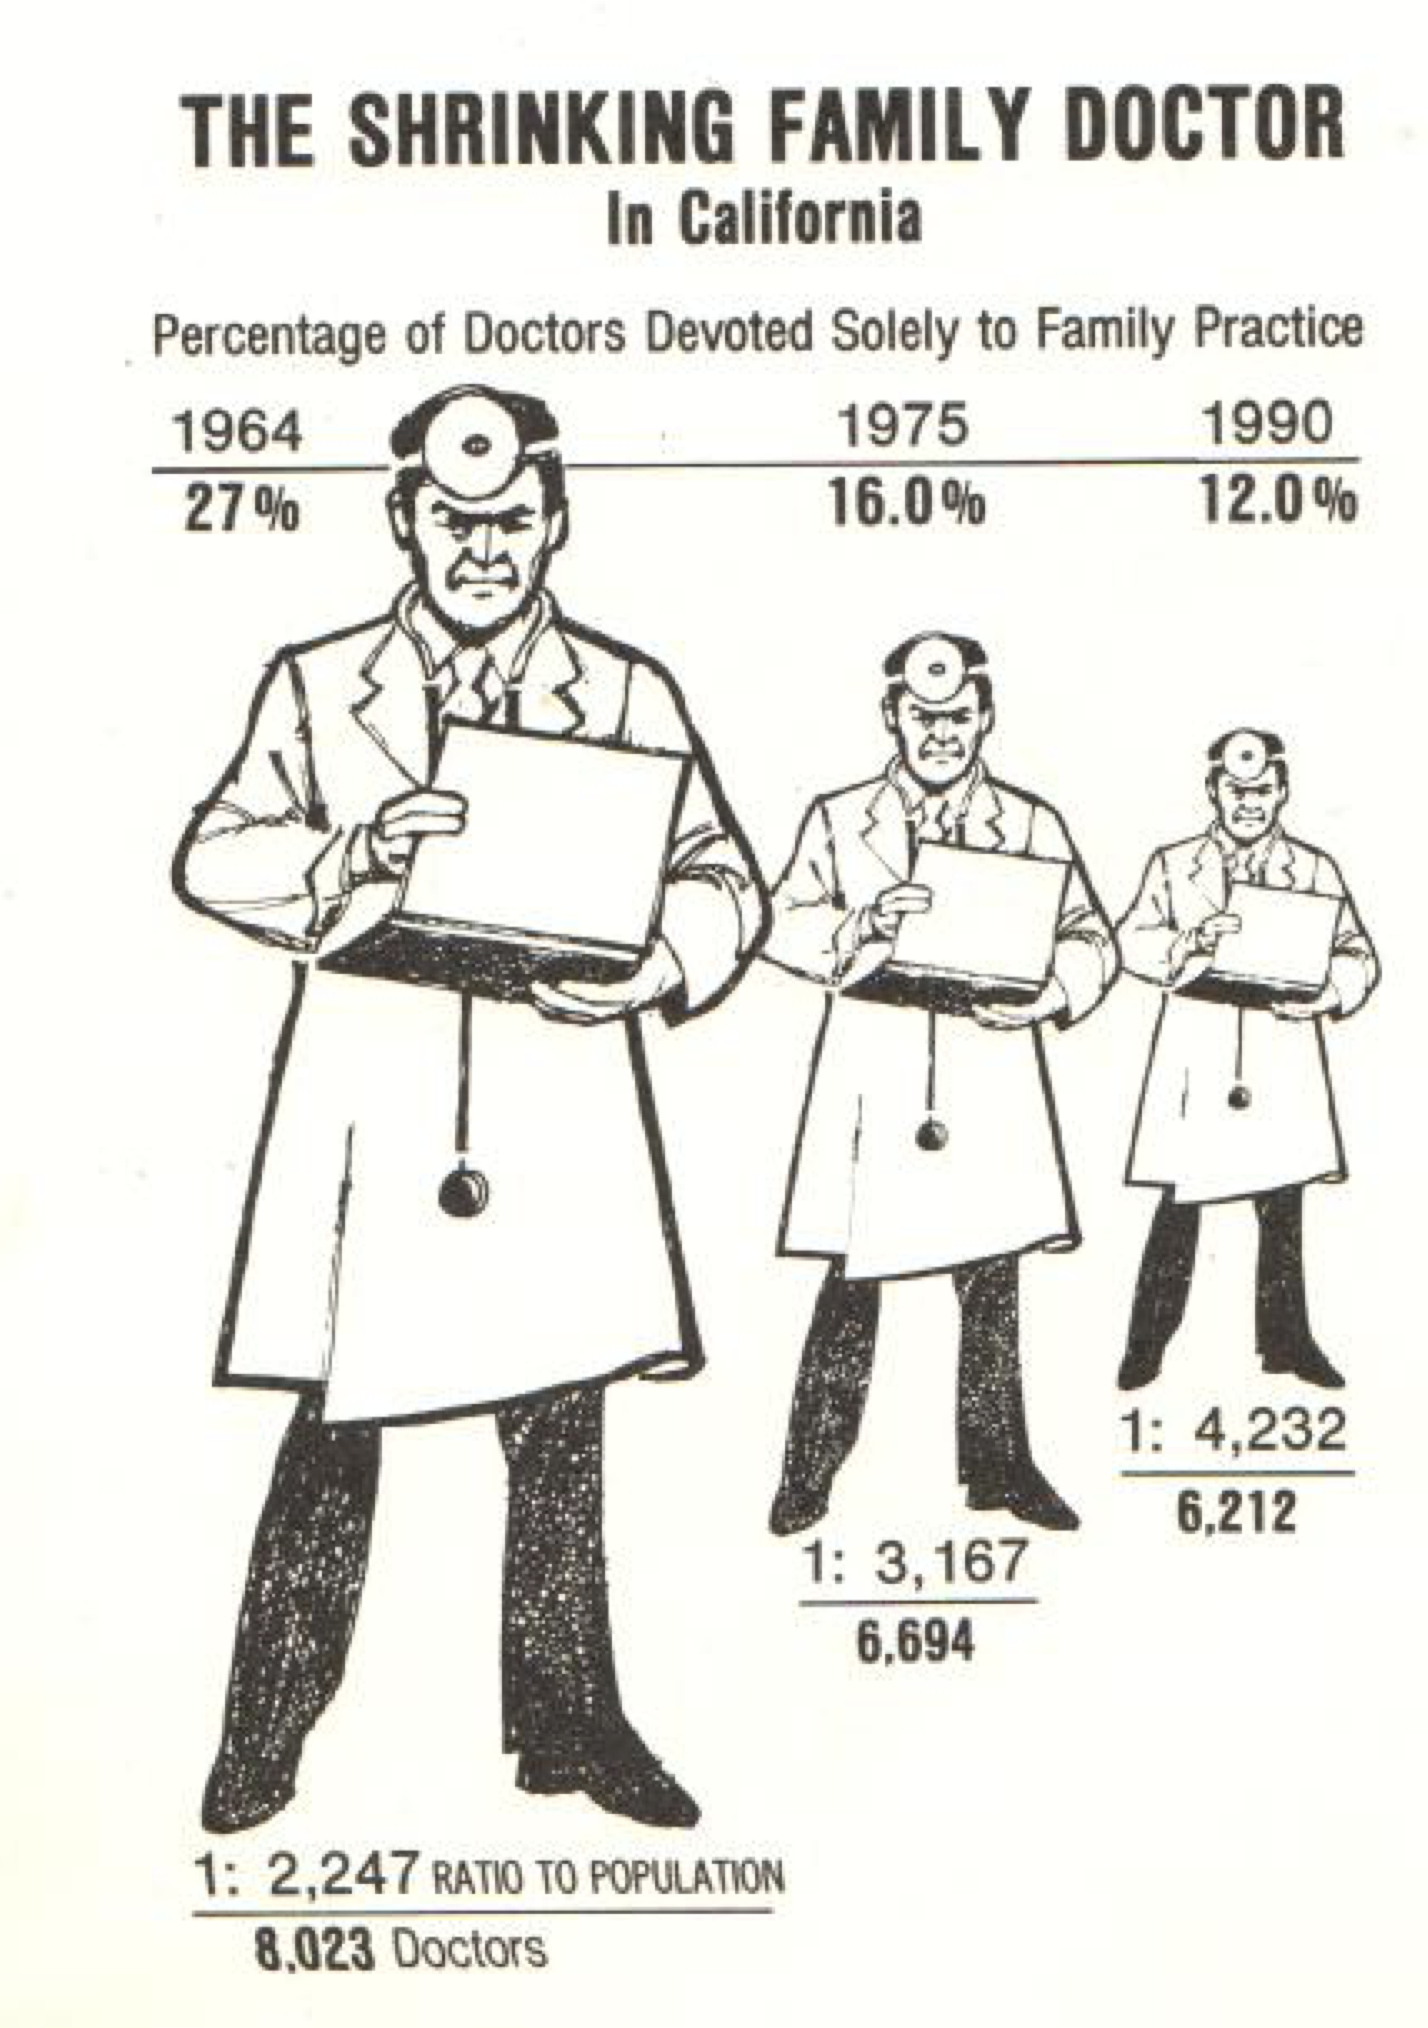 THE SHRINKING FAMILY DOCTOR
In California
Percentage of Doctors Devoted Solely to Family Practice
1964 1975 1990
27% 16.0% 12.0%
1: 4,232
6,212
1: 3,167
6,694
1: 2,247 RATIO TO POPULATION
8,023 Doctors